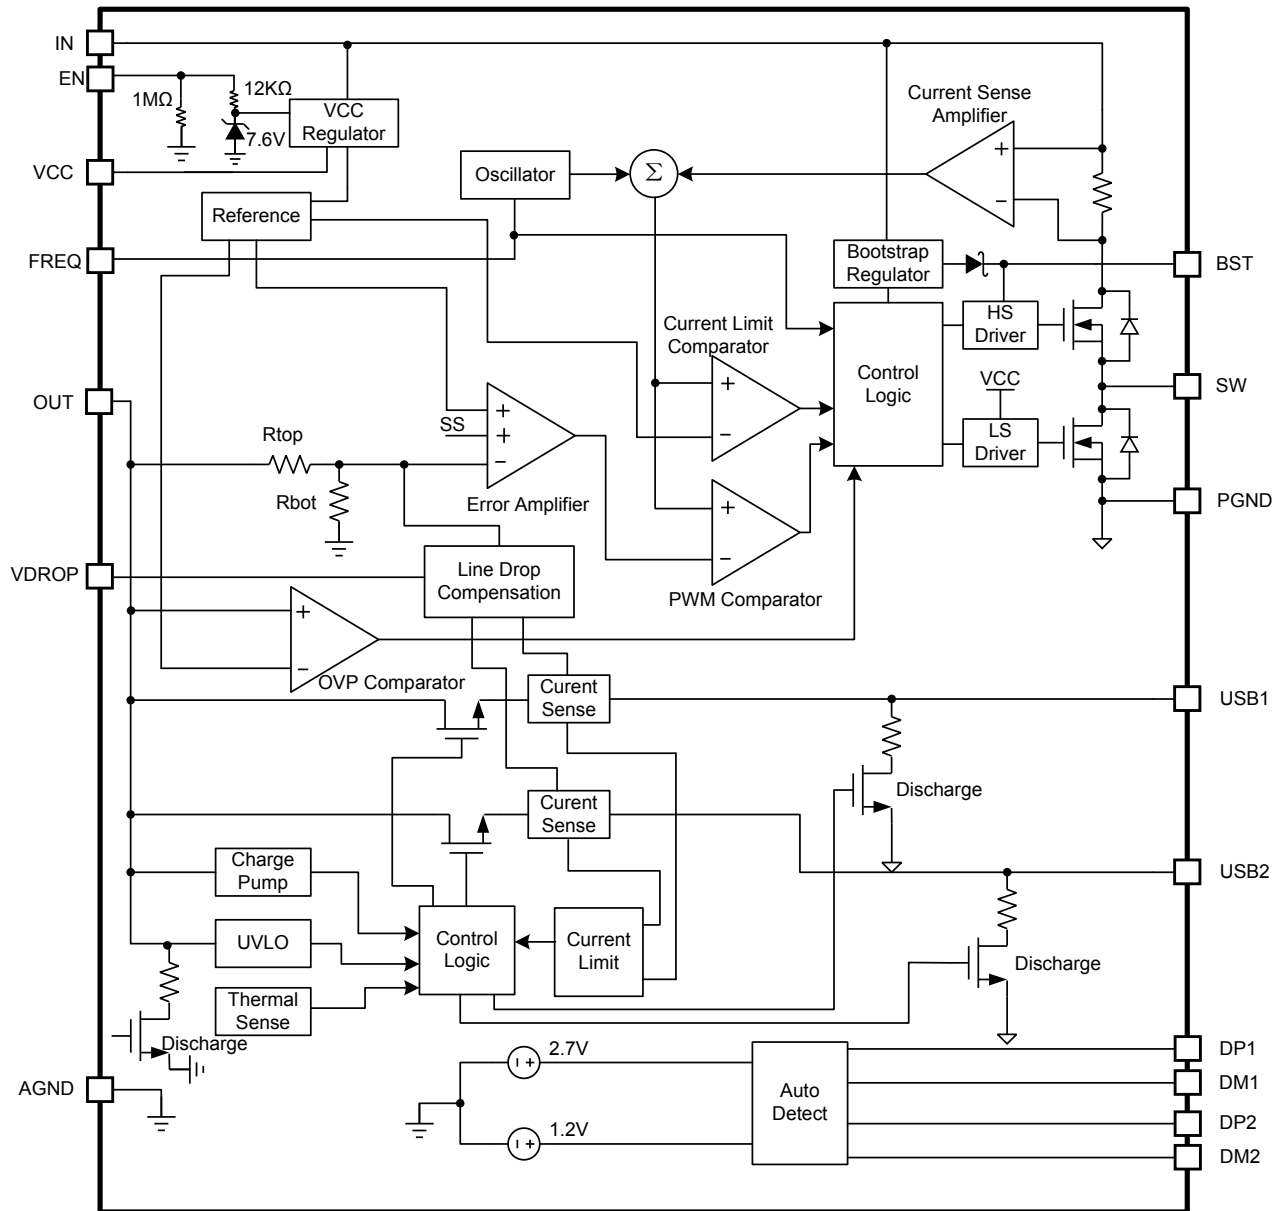 IN
EN
12KΩ
1MΩ
VCC
Regulator
7.6V
Current Sense
Amplifier
+
−
VCC
Oscillator
Σ
Reference
FREQ
Bootstrap
Regulator
BST
HS
Driver
Current Limit
Comparator
Control
Logic
+
−
VCC
SW
OUT
LS
Driver
+
SS
+
−
Rtop
Rbot
Error Amplifier
+
−
PGND
PWM Comparator
VDROP
Line Drop
Compensation
+
−
OVP Comparator
Curent
Sense
USB1
Discharge
Curent
Sense
Charge
Pump
USB2
UVLO
Control
Logic
Current
Limit
Discharge
Thermal
Sense
Discharge
AGND
2.7V
1.2V
Auto
Detect
DP1
DM1
DP2
DM2